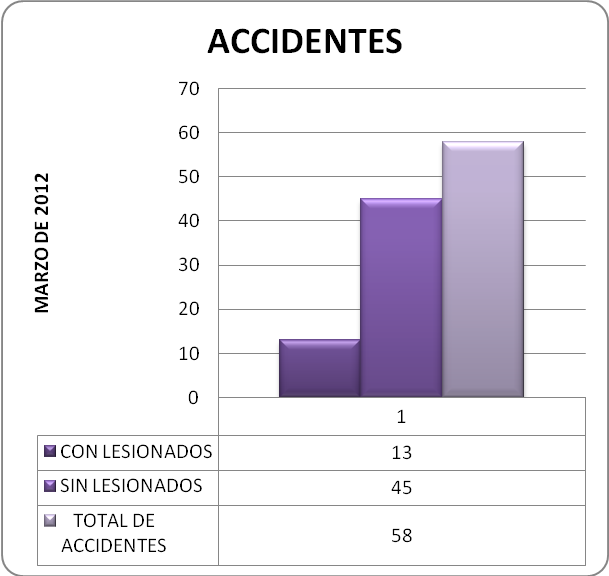 ACCIDENTES
MARZO DE 2012
70
60
50
40
30
20
10
0
1
CON LESIONADOS 13
SIN LESIONADOS 45
TOTAL DE
ACCIDENTES 58